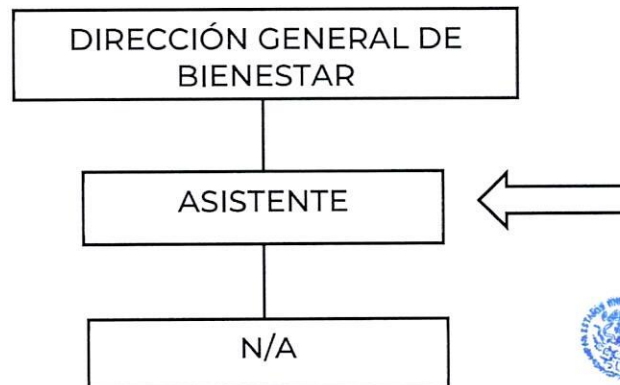 DIRECCIÓN GENERAL DE
BIENESTAR
ASISTENTE
N/A